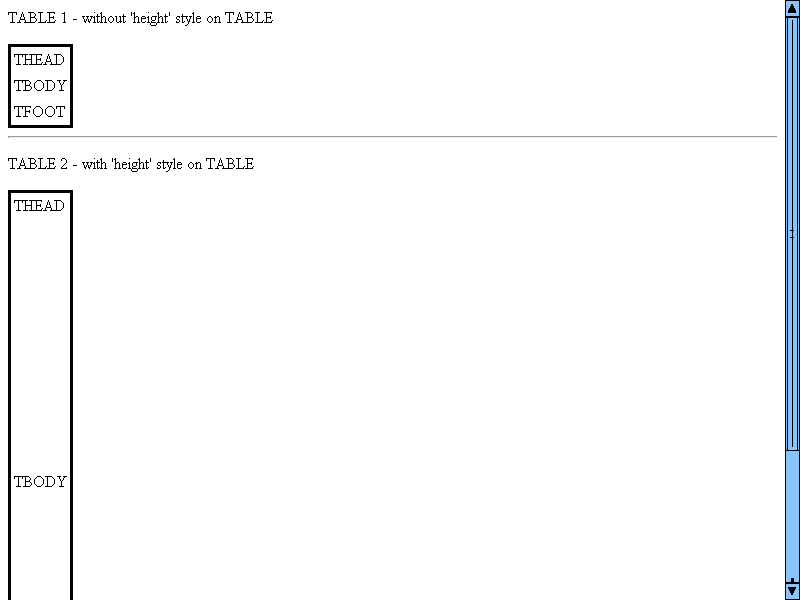 TABLE 1 - without 'height' style on TABLE
THEAD
TBODY
TFOOT
TABLE 2 - with 'height' style on TABLE
THEAD
TBODY